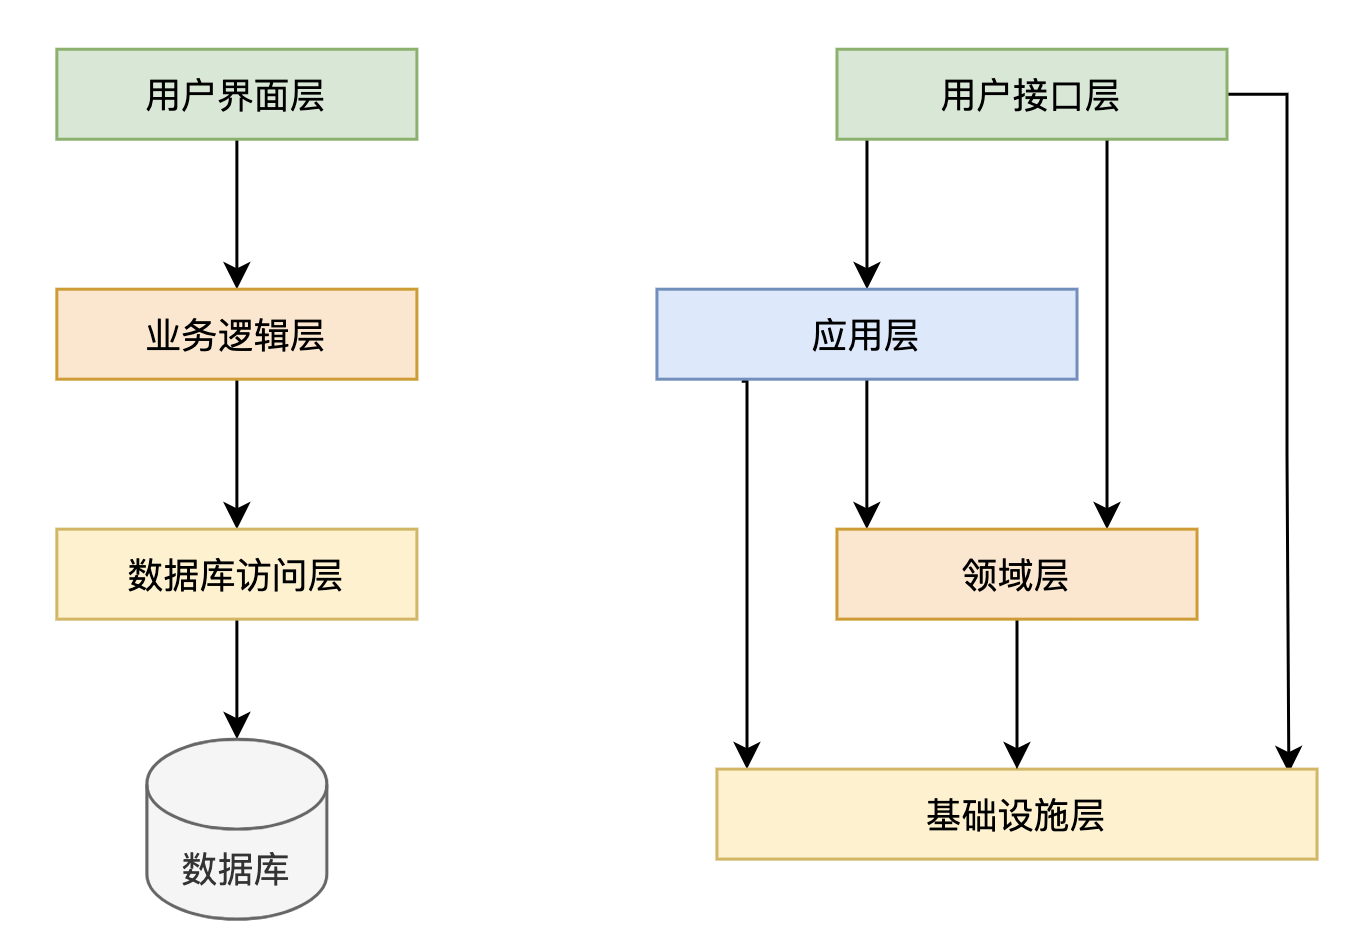 用户界面层
业务逻辑层
数据库访问层
数据库
用户接口层
应用层
领域层
基础设施层